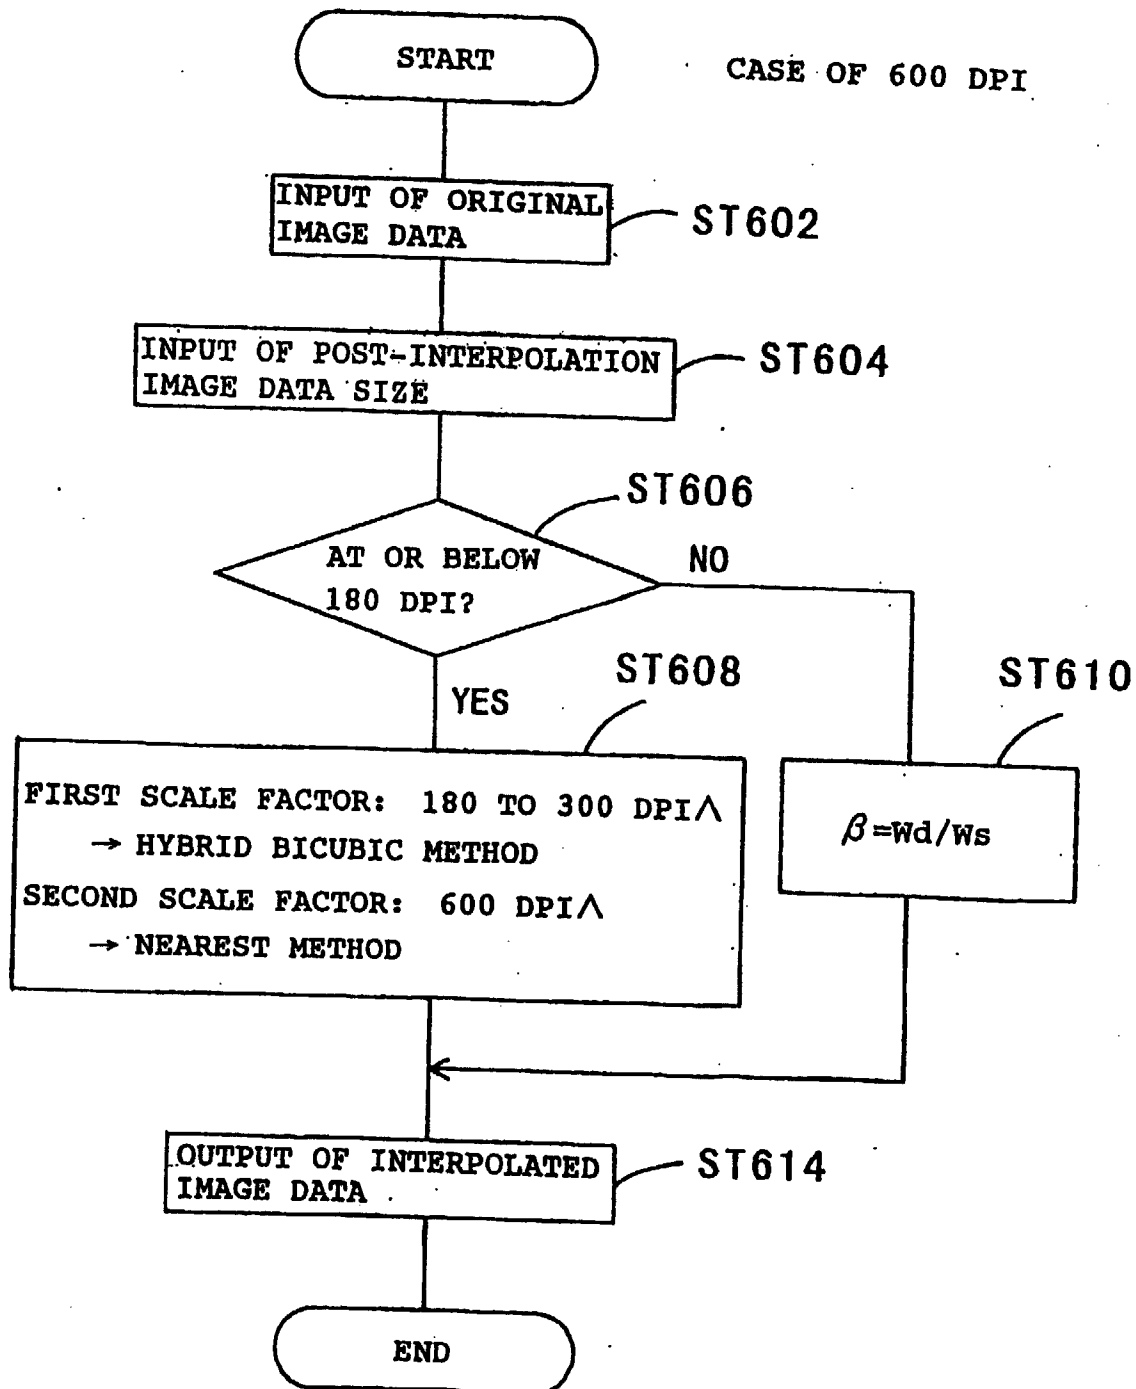 START
CASE OF 600 DPI
INPUT OF ORIGINAL
IMAGE DATA
ST602
INPUT OF POST-INTERPOLATION
IMAGE DATA SIZE
ST604
ST606
AT OR BELOW
180 DPI?
NO
YES
ST608
ST610
FIRST SCALE FACTOR: 180 TO 300 DPI∧
→ HYBRID BICUBIC METHOD
SECOND SCALE FACTOR: 600 DPI∧
→ NEAREST METHOD
β=Wd/Ws
OUTPUT OF INTERPOLATED
IMAGE DATA
ST614
END